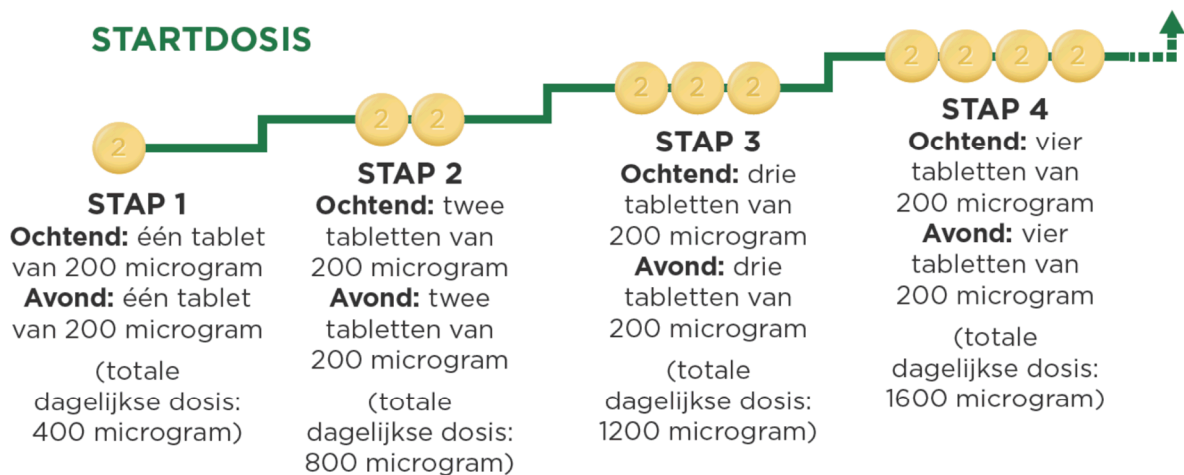 STARTDOSIS
2
STAP 1
Ochtend: één tablet
van 200 microgram
Avond: één tablet
van 200 microgram
(totale
dagelijkse dosis:
400 microgram)
2 2
STAP 2
Ochtend: twee
tabletten van
200 microgram
Avond: twee
tabletten van
200 microgram
(totale
dagelijkse dosis:
800 microgram)
2 2 2
STAP 3
Ochtend: drie
tabletten van
200 microgram
Avond: drie
tabletten van
200 microgram
(totale
dagelijkse dosis:
1200 microgram)
2 2 2 2
STAP 4
Ochtend: vier
tabletten van
200 microgram
Avond: vier
tabletten van
200 microgram
(totale
dagelijkse dosis:
1600 microgram)